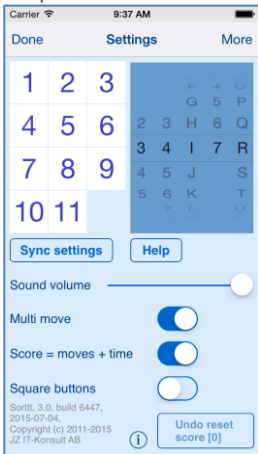 Carrier 9:37 AM
Done Settings More
1 2 3
4 5 6
7 8 9
10 11
F 4 O
G 5 P
2 3 H 6 Q
3 4 I 7 R
4 5 J S
5 6 K T
7 L U
Sync settings Help
Sound volume
Multi move
Score = moves + time
Square buttons
SortIt, 3.0, build 6447,
2015-07-04,
Copyright (c) 2011-2015
JZ IT-Konsult AB
i
Undo reset
score [0]